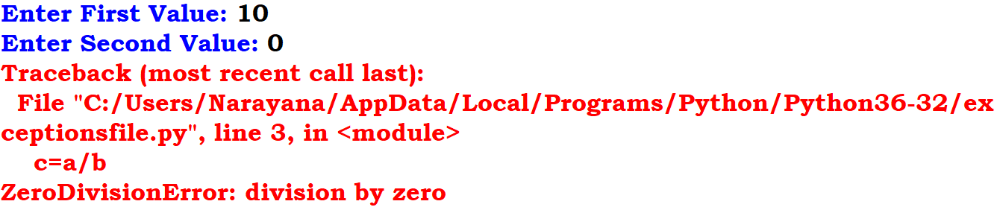 Enter First Value: 10
Enter Second Value: 0
Traceback (most recent call last):
  File "C:/Users/Narayana/AppData/Local/Programs/Python/Python36-32/ex
ceptionsfile.py", line 3, in <module>
    c=a/b
ZeroDivisionError: division by zero